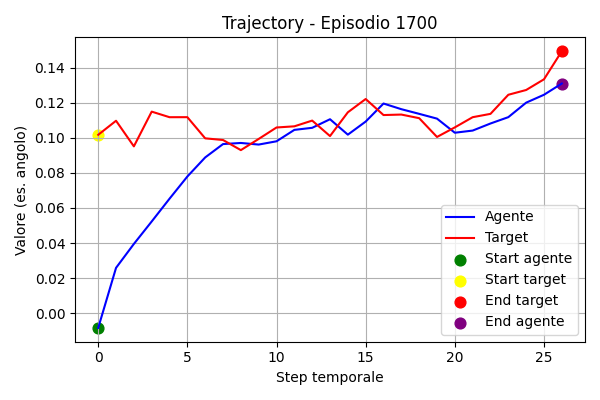 Trajectory - Episodio 1700
Valore (es. angolo)
0.14
0.12
0.10
0.08
0.06
0.04
0.02
0.00
0 5 10 15 20 25
Step temporale
Agente
Target
Start agente
Start target
End target
End agente